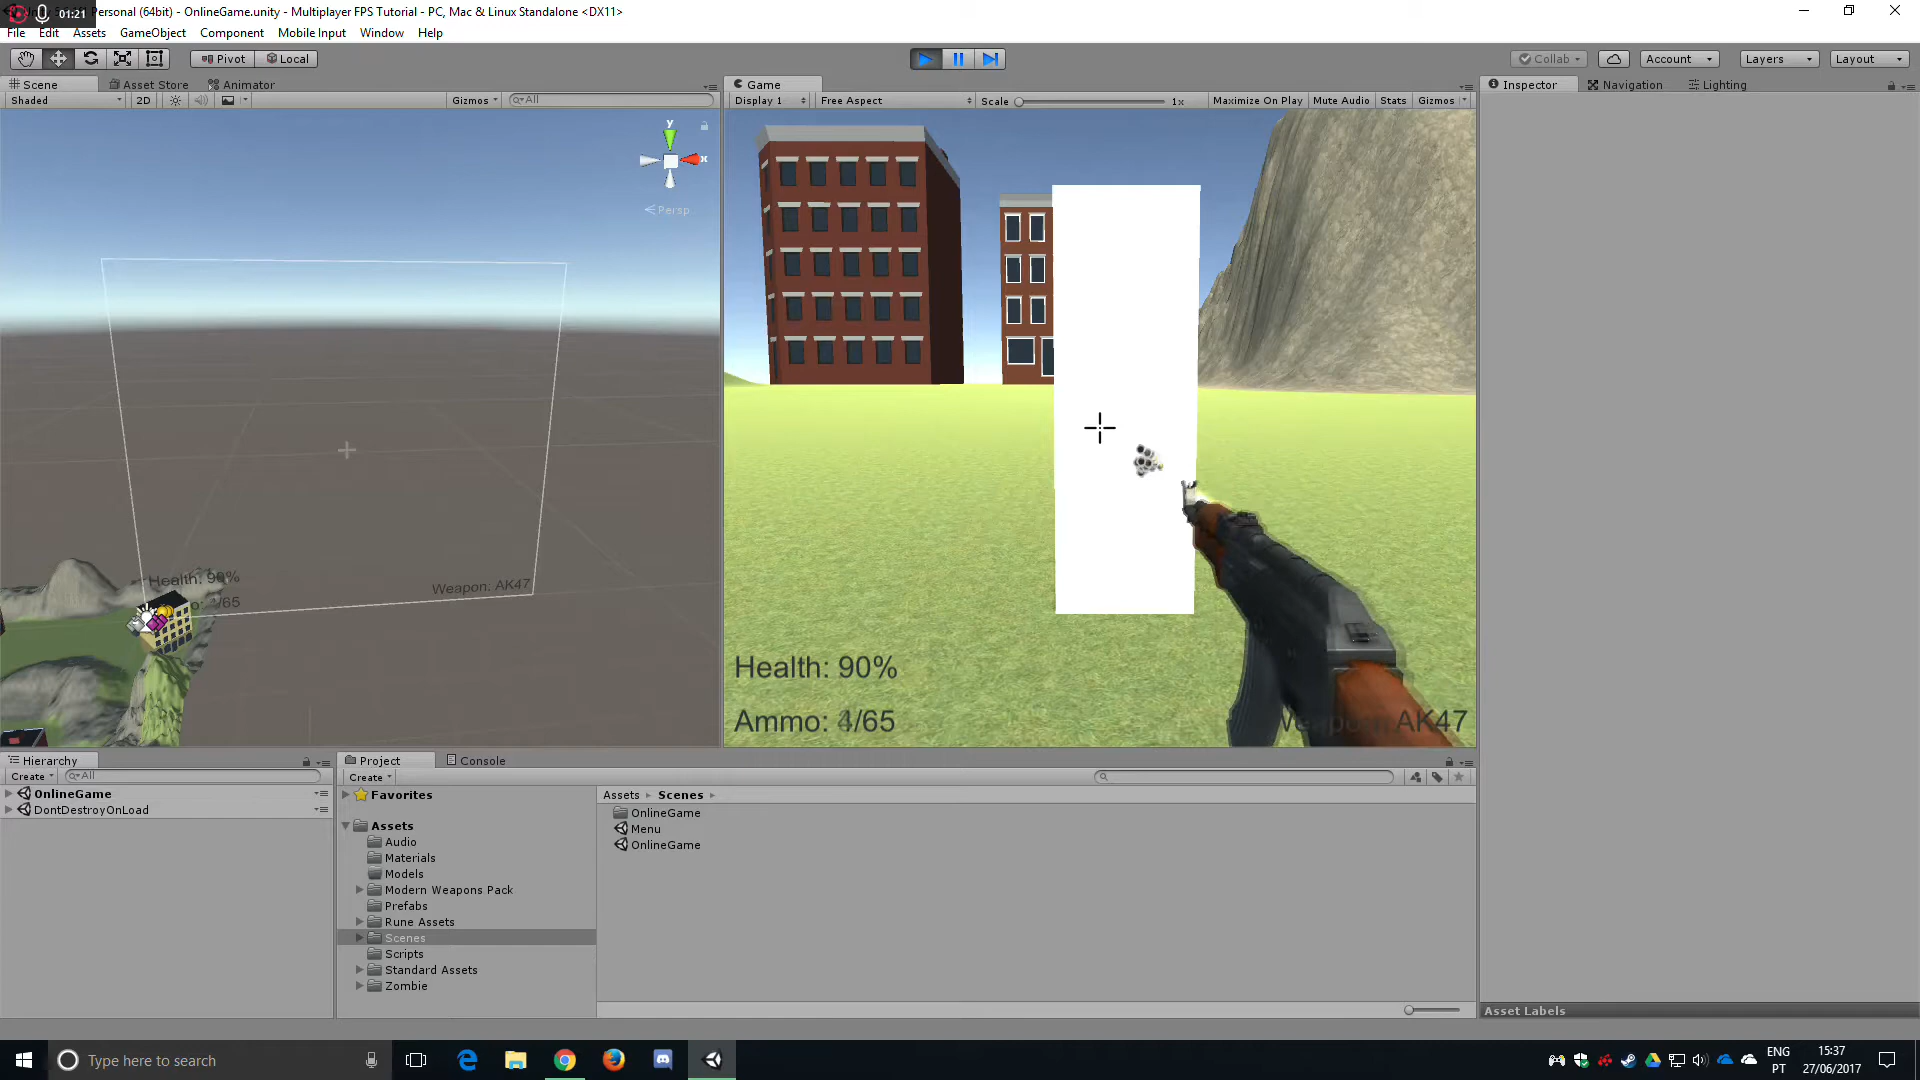 01:21
Personal (64bit) - OnlineGame.unity - Multiplayer FPS Tutorial - PC, Mac & Linux Standalone <DX11>
File Edit Assets GameObject Component Mobile Input Window Help
Pivot Local
Collab Account Layers Layout
Scene Asset Store Animator
Game
Inspector Navigation Lighting
Shaded 2D Gizmos All
Display 1 Free Aspect Scale 1x Maximize On Play Mute Audio Stats Gizmos
y
x
Persp
Health: 90%
/65
Weapon: AK47
Health: 90%
Ammo: 4/65
Weapon: AK47
Hierarchy
Create All
OnlineGame
DontDestroyOnLoad
Project Console
Create
Favorites
Assets
Audio
Materials
Models
Modern Weapons Pack
Prefabs
Rune Assets
Scenes
Scripts
Standard Assets
Zombie
Assets Scenes
OnlineGame
Menu
OnlineGame
Asset Labels
Type here to search
ENG
PT
15:37
27/06/2017